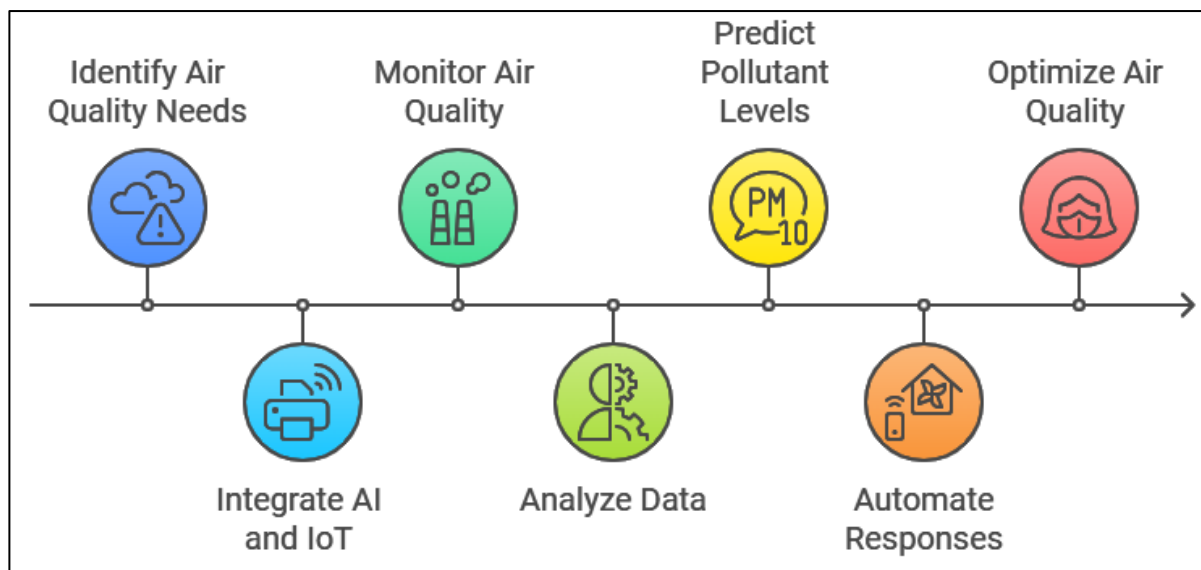 Identify Air
Quality Needs
Integrate AI
and IoT
Monitor Air
Quality
Analyze Data
Predict
Pollutant
Levels
PM
10
Automate
Responses
Optimize Air
Quality